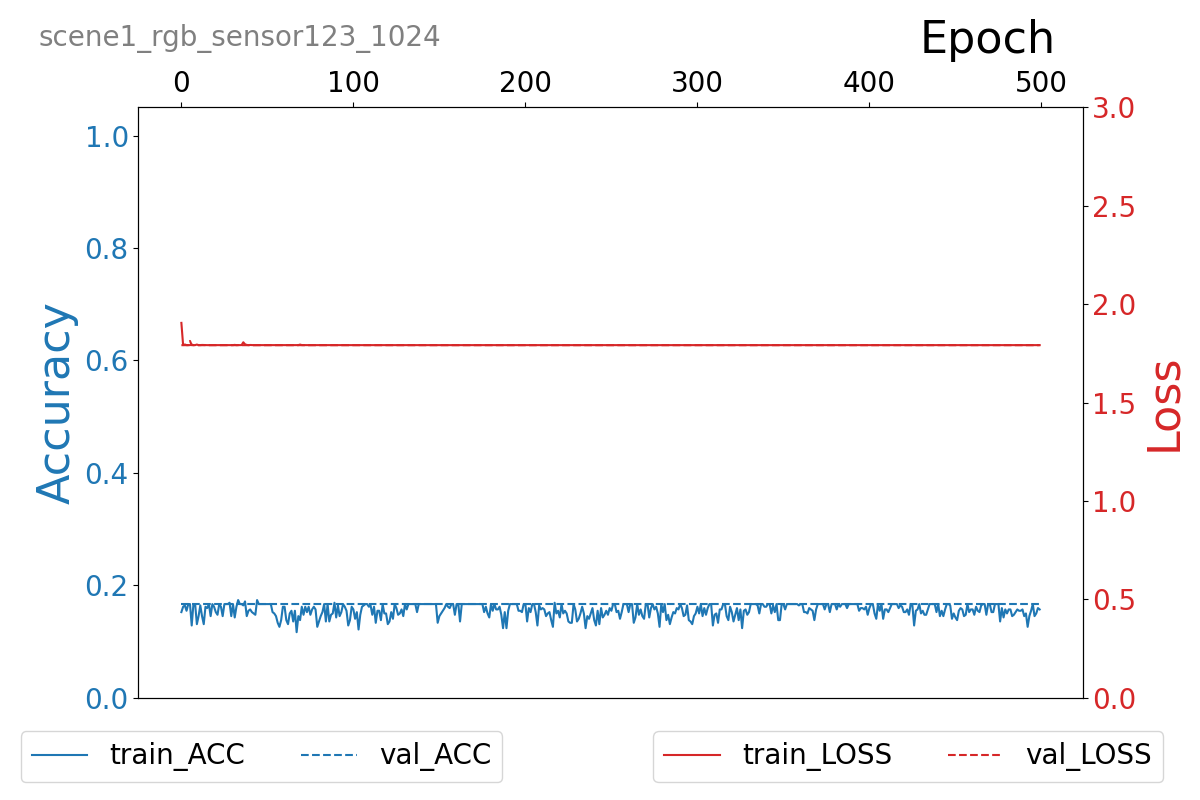 scene1_rgb_sensor123_1024
Epoch
0 100 200 300 400 500
1.0
0.8
0.6
0.4
0.2
0.0
Accuracy
3.0
2.5
2.0
1.5
1.0
0.5
0.0
Loss
train_ACC val_ACC
train_LOSS val_LOSS